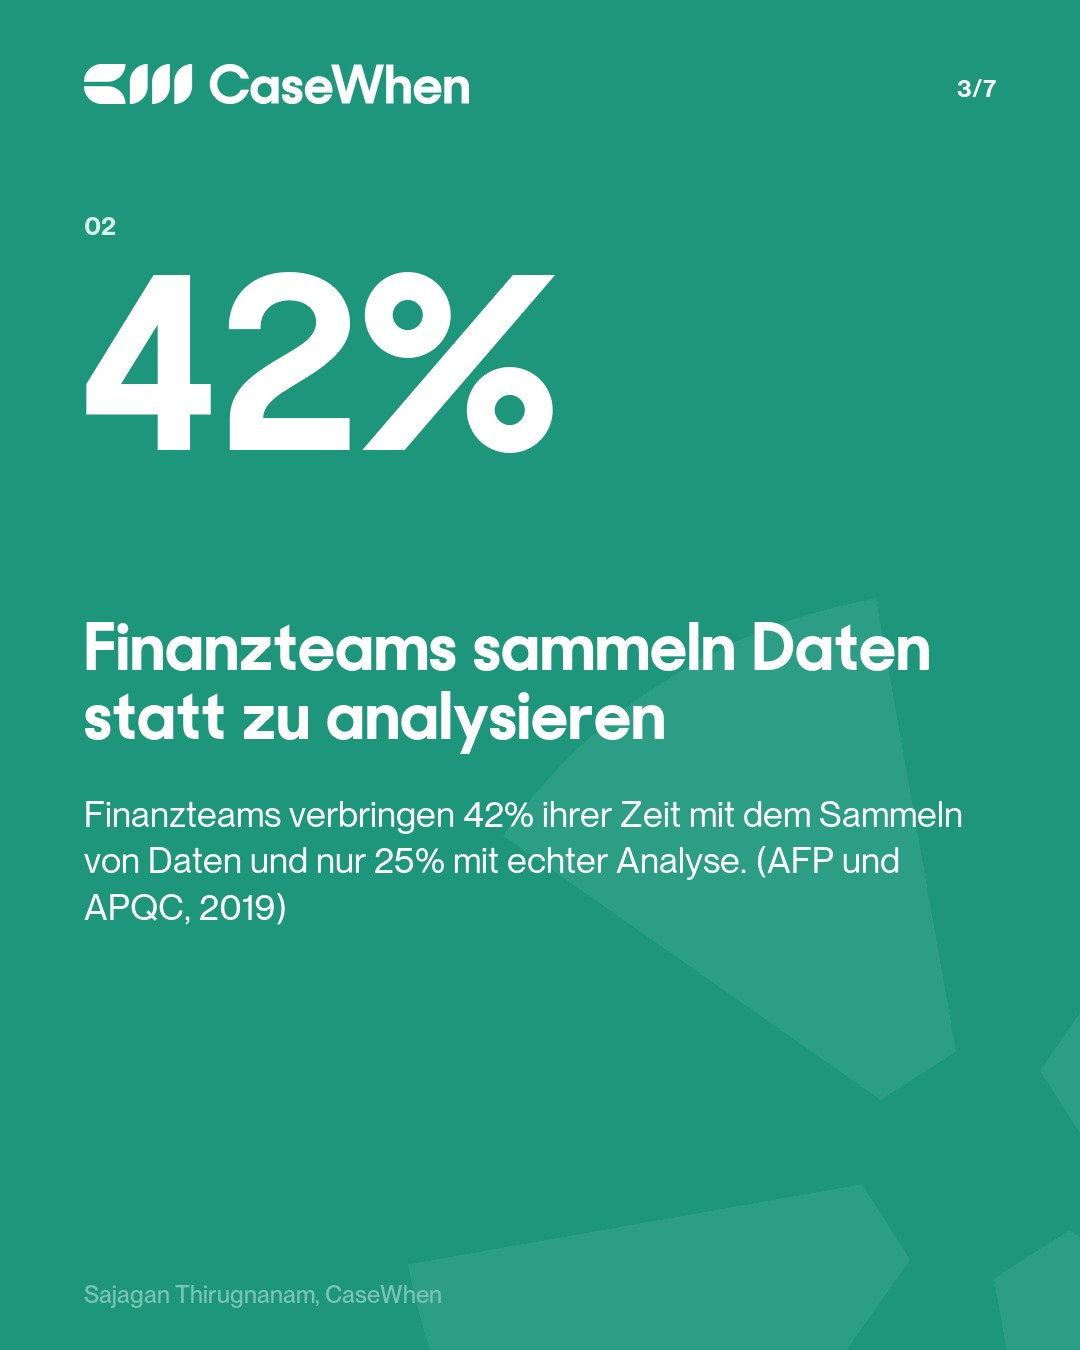 CaseWhen
3/7
02
42%
Finanzteams sammeln Daten
statt zu analysieren
Finanzteams verbringen 42% ihrer Zeit mit dem Sammeln
von Daten und nur 25% mit echter Analyse. (AFP und
APQC, 2019)
Sajagan Thirugnanam, CaseWhen